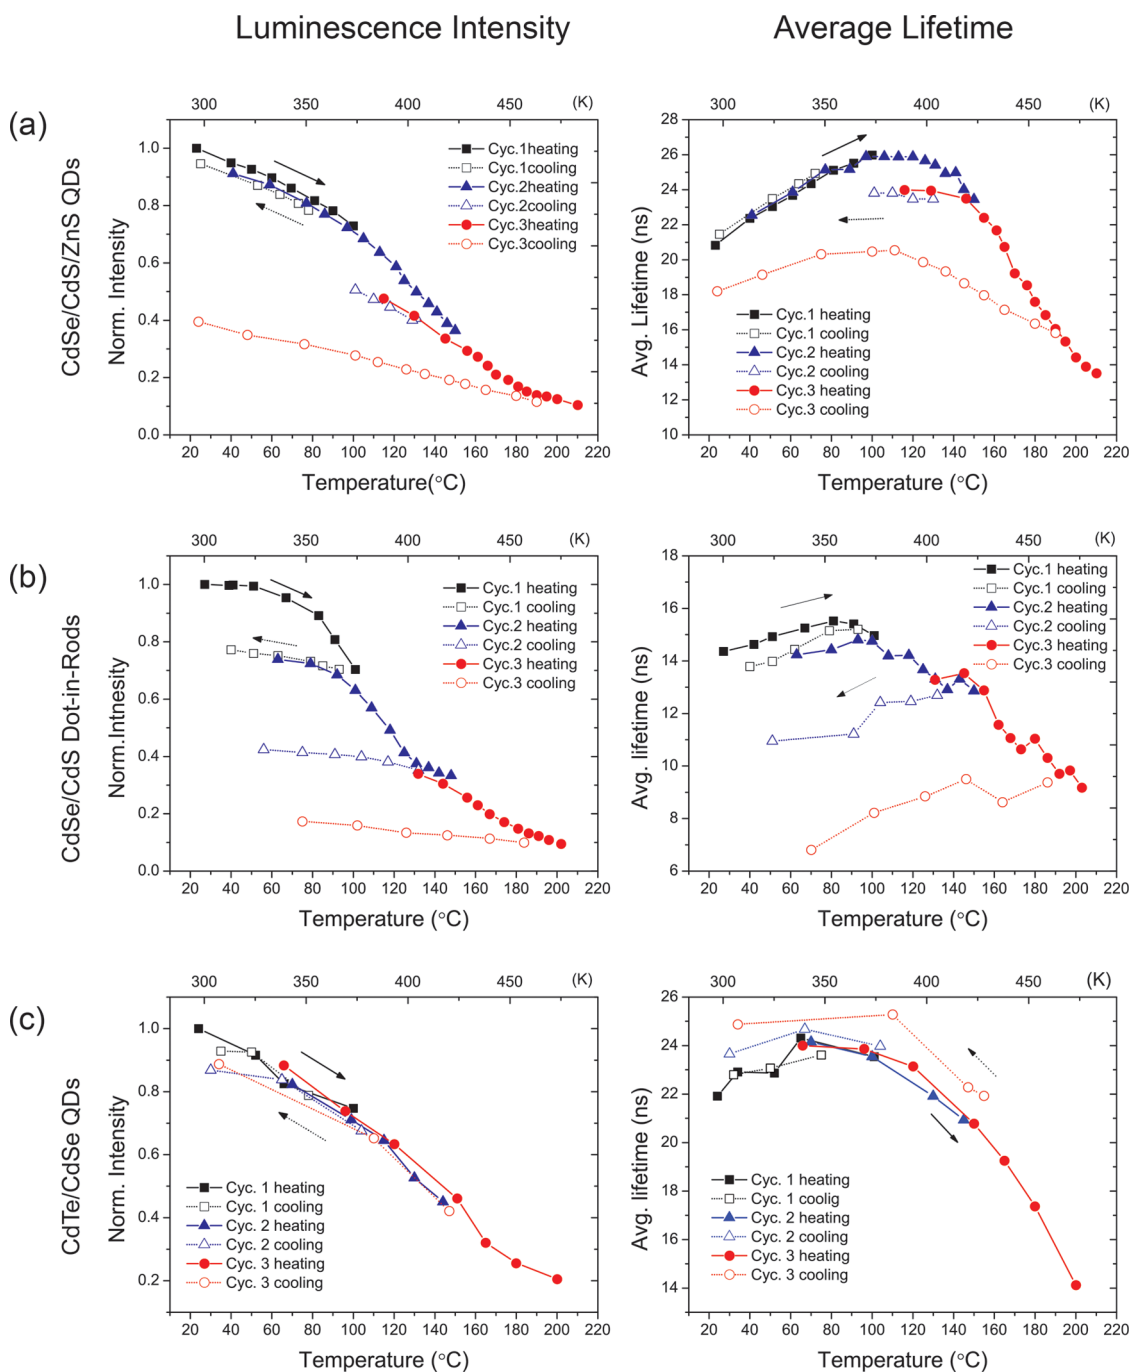 Luminescence Intensity
Average Lifetime
(a)
CdSe/CdS/ZnS QDs
300 350 400 450 (K)
Norm. Intensity
1.0
0.8
0.6
0.4
0.2
0.0
Cyc.1heating
Cyc.1cooling
Cyc.2heating
Cyc.2cooling
Cyc.3heating
Cyc.3cooling
20 40 60 80 100 120 140 160 180 200 220
Temperature(°C)
300 350 400 450 (K)
Avg. Lifetime (ns)
28
26
24
22
20
18
16
14
12
10
Cyc.1 heating
Cyc.1 cooling
Cyc.2 heating
Cyc.2 cooling
Cyc.3 heating
Cyc.3 cooling
20 40 60 80 100 120 140 160 180 200 220
Temperature (°C)
(b)
CdSe/CdS Dot-in-Rods
300 350 400 450 (K)
Norm.Intnesity
1.0
0.8
0.6
0.4
0.2
0.0
Cyc.1 heating
Cyc.1 cooling
Cyc.2 heating
Cyc.2 cooling
Cyc.3 heating
Cyc.3 cooling
20 40 60 80 100 120 140 160 180 200 220
Temperature (°C)
300 350 400 450 (K)
Avg. lifetime (ns)
18
16
14
12
10
8
6
Cyc.1 heating
Cyc.1 cooling
Cyc.2 heating
Cyc.2 cooling
Cyc.3 heating
Cyc.3 cooling
20 40 60 80 100 120 140 160 180 200 220
Temperature (°C)
(c)
CdTe/CdSe QDs
300 350 400 450 (K)
Norm. Intensity
1.0
0.8
0.6
0.4
0.2
Cyc. 1 heating
Cyc. 1 cooling
Cyc. 2 heating
Cyc. 2 cooling
Cyc. 3 heating
Cyc. 3 cooling
20 40 60 80 100 120 140 160 180 200 220
Temperature (°C)
300 350 400 450 (K)
Avg. lifetime (ns)
26
24
22
20
18
16
14
Cyc. 1 heating
Cyc. 1 coolig
Cyc. 2 heating
Cyc. 2 cooling
Cyc. 3 heating
Cyc. 3 cooling
20 40 60 80 100 120 140 160 180 200 220
Temperature (°C)